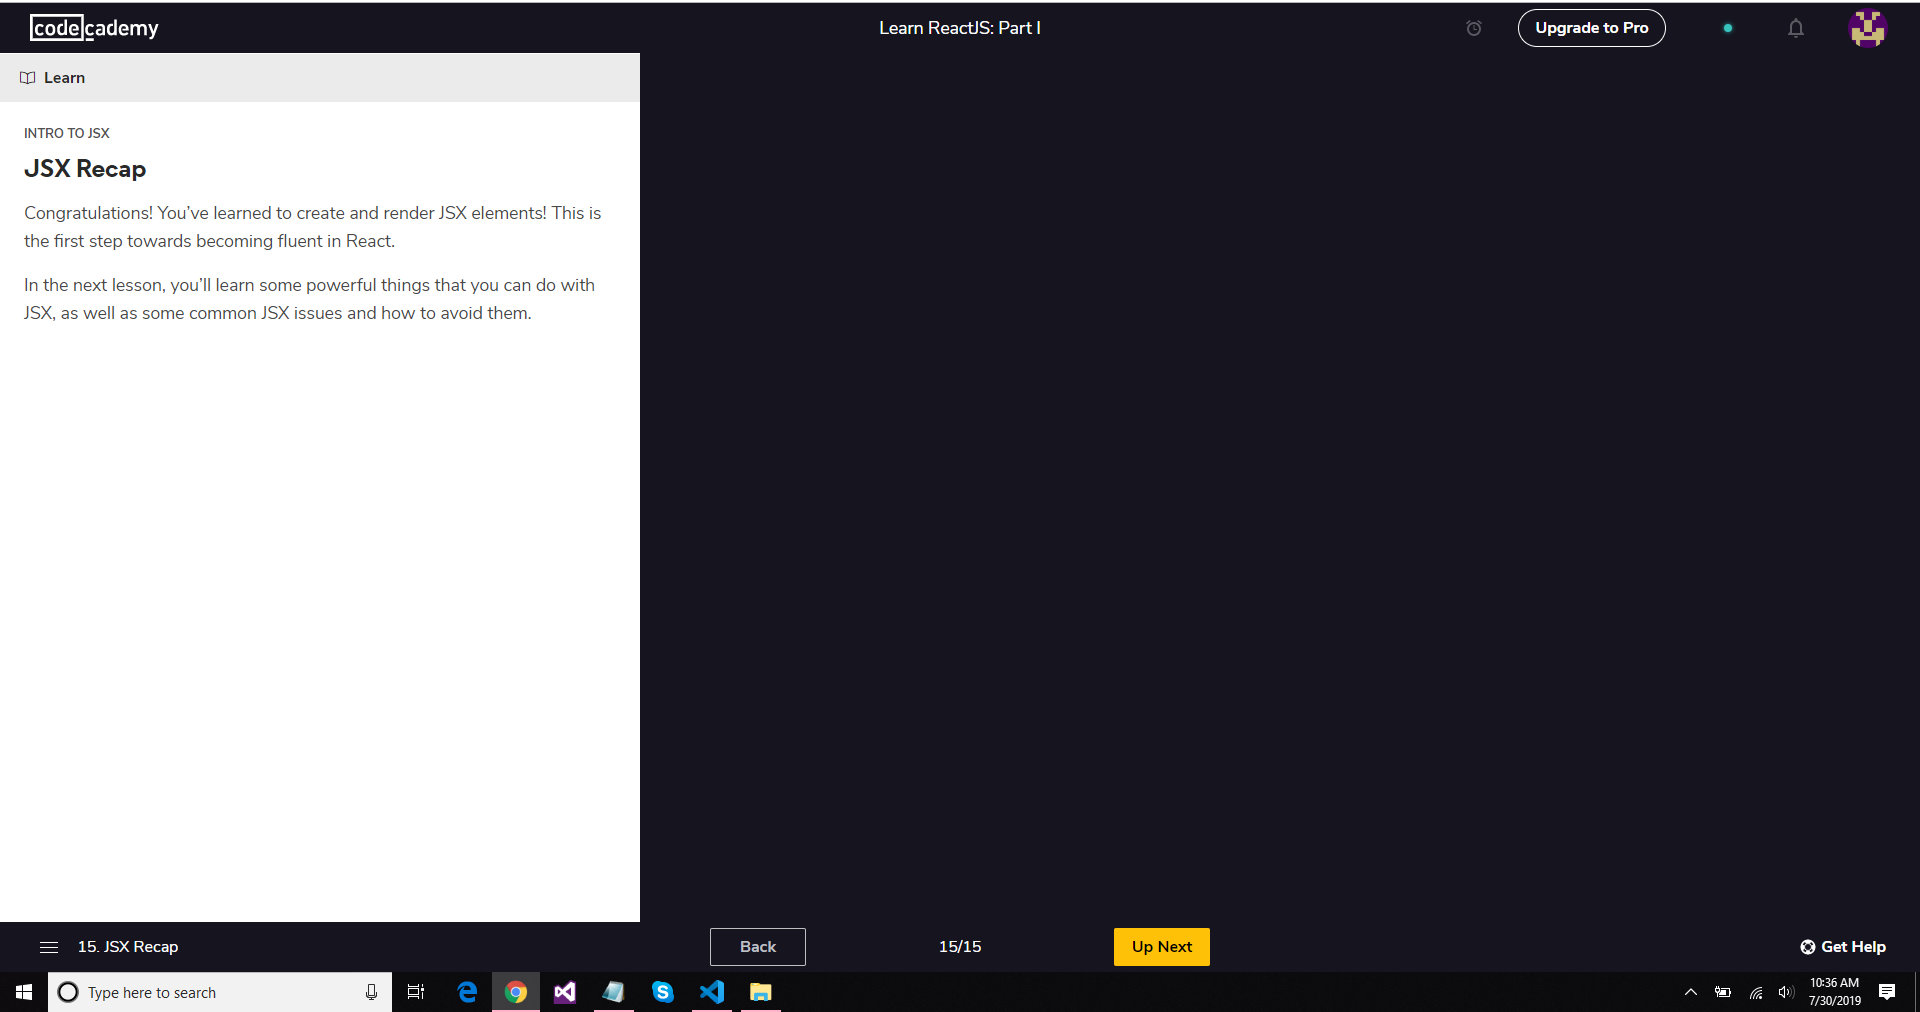 codecademy
Learn ReactJS: Part I
Upgrade to Pro
Learn
INTRO TO JSX
JSX Recap
Congratulations! You’ve learned to create and render JSX elements! This is
the first step towards becoming fluent in React.
In the next lesson, you’ll learn some powerful things that you can do with
JSX, as well as some common JSX issues and how to avoid them.
15. JSX Recap
Back
15/15
Up Next
Get Help
Type here to search
10:36 AM
7/30/2019